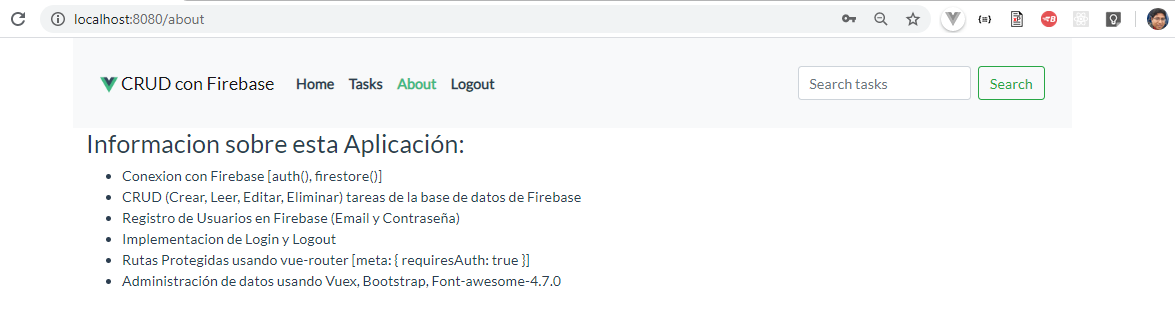 localhost:8080/about
CRUD con Firebase Home Tasks About Logout Search tasks Search
Informacion sobre esta Aplicación:
Conexion con Firebase [auth(), firestore()]
CRUD (Crear, Leer, Editar, Eliminar) tareas de la base de datos de Firebase
Registro de Usuarios en Firebase (Email y Contraseña)
Implementacion de Login y Logout
Rutas Protegidas usando vue-router [meta: { requiresAuth: true }]
Administración de datos usando Vuex, Bootstrap, Font-awesome-4.7.0